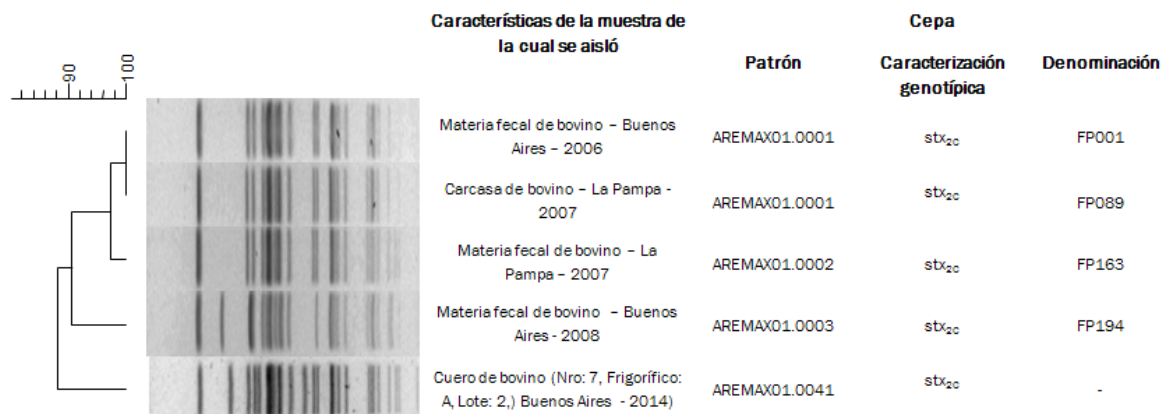 Características de la muestra de
la cual se aisló
Cepa
Patrón
Caracterización
genotípica
Denominación
90
100
Materia fecal de bovino – Buenos
Aires – 2006
AREMAX01.0001
stx2c
FP001
Carcasa de bovino – La Pampa -
2007
AREMAX01.0001
stx2c
FP089
Materia fecal de bovino – La
Pampa – 2007
AREMAX01.0002
stx2c
FP163
Materia fecal de bovino – Buenos
Aires - 2008
AREMAX01.0003
stx2c
FP194
Cuero de bovino (Nro: 7, Frigorífico:
A, Lote: 2,) Buenos Aires - 2014)
AREMAX01.0041
stx2c
-